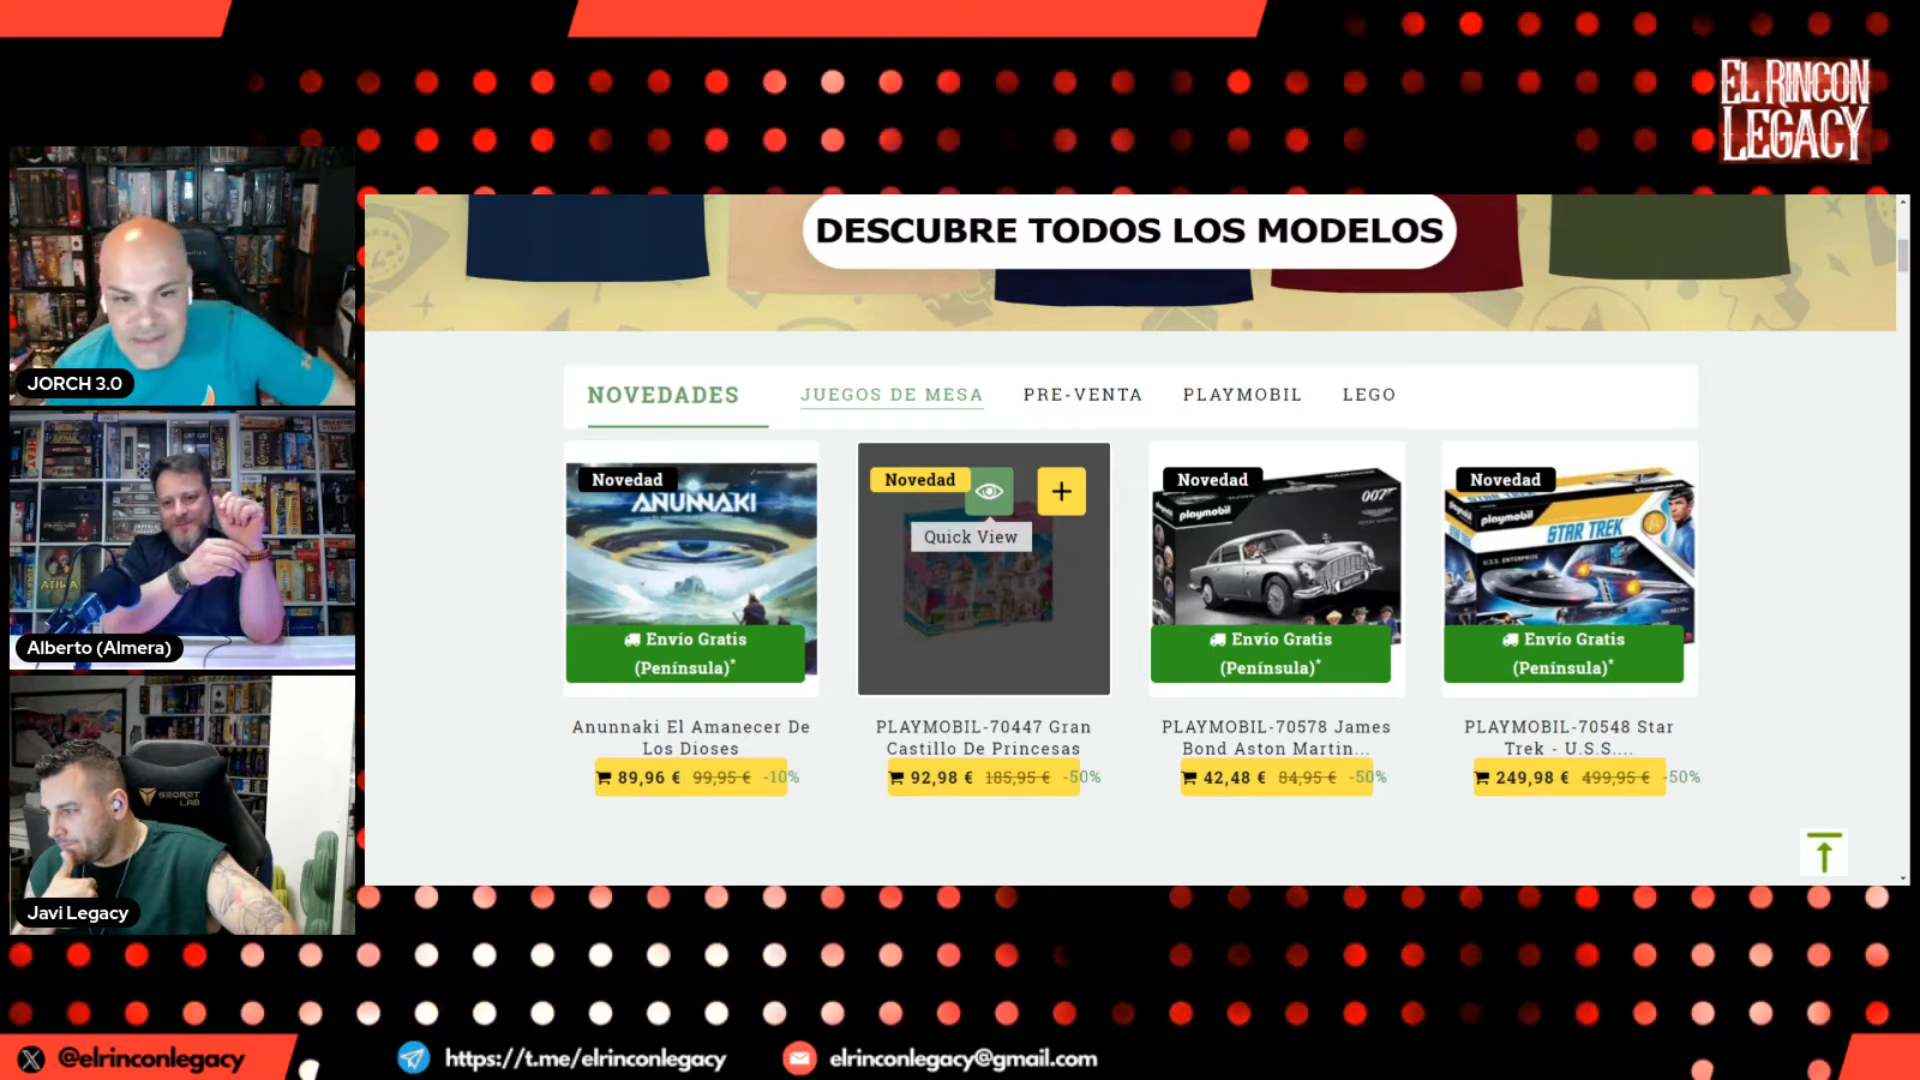 EL RINCON
LEGACY
DESCUBRE TODOS LOS MODELOS
NOVEDADES
JUEGOS DE MESA
PRE-VENTA
PLAYMOBIL
LEGO
Novedad
ANUNNAKI
Envío Gratis
(Península)*
Anunnaki El Amanecer De
Los Dioses
89,96 € 99,95 € -10%
Novedad
Quick View
PLAYMOBIL-70447 Gran
Castillo De Princesas
92,98 € 185,95 € -50%
Novedad
007
playmobil
Envío Gratis
(Península)*
PLAYMOBIL-70578 James
Bond Aston Martin...
42,48 € 84,95 € -50%
Novedad
playmobil
STAR TREK
U.S.S. ENTERPRISE
Envío Gratis
(Península)*
PLAYMOBIL-70548 Star
Trek - U.S.S....
249,98 € 499,95 € -50%
JORCH 3.0
ATIWA
Alberto (Almera)
SECRET
LAB
Javi Legacy
@elrinconlegacy
https://t.me/elrinconlegacy
elrinconlegacy@gmail.com